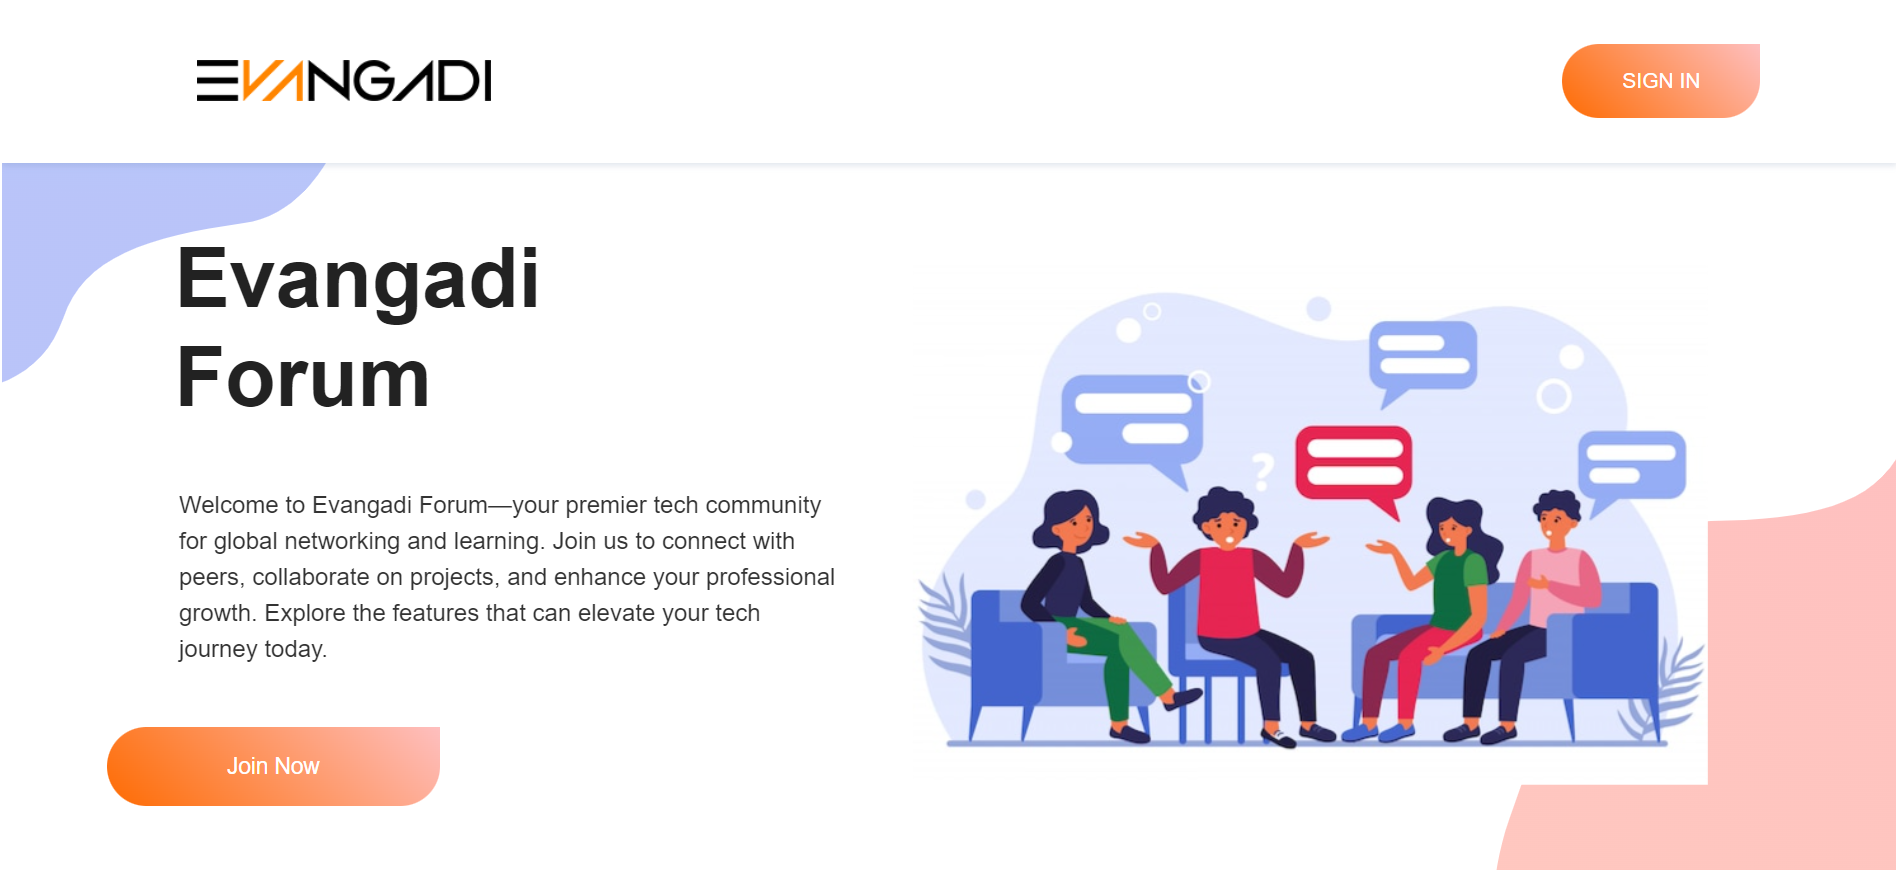 EVANGADI
SIGN IN
Evangadi
Forum
Welcome to Evangadi Forum—your premier tech community
for global networking and learning. Join us to connect with
peers, collaborate on projects, and enhance your professional
growth. Explore the features that can elevate your tech
journey today.
?
Join Now